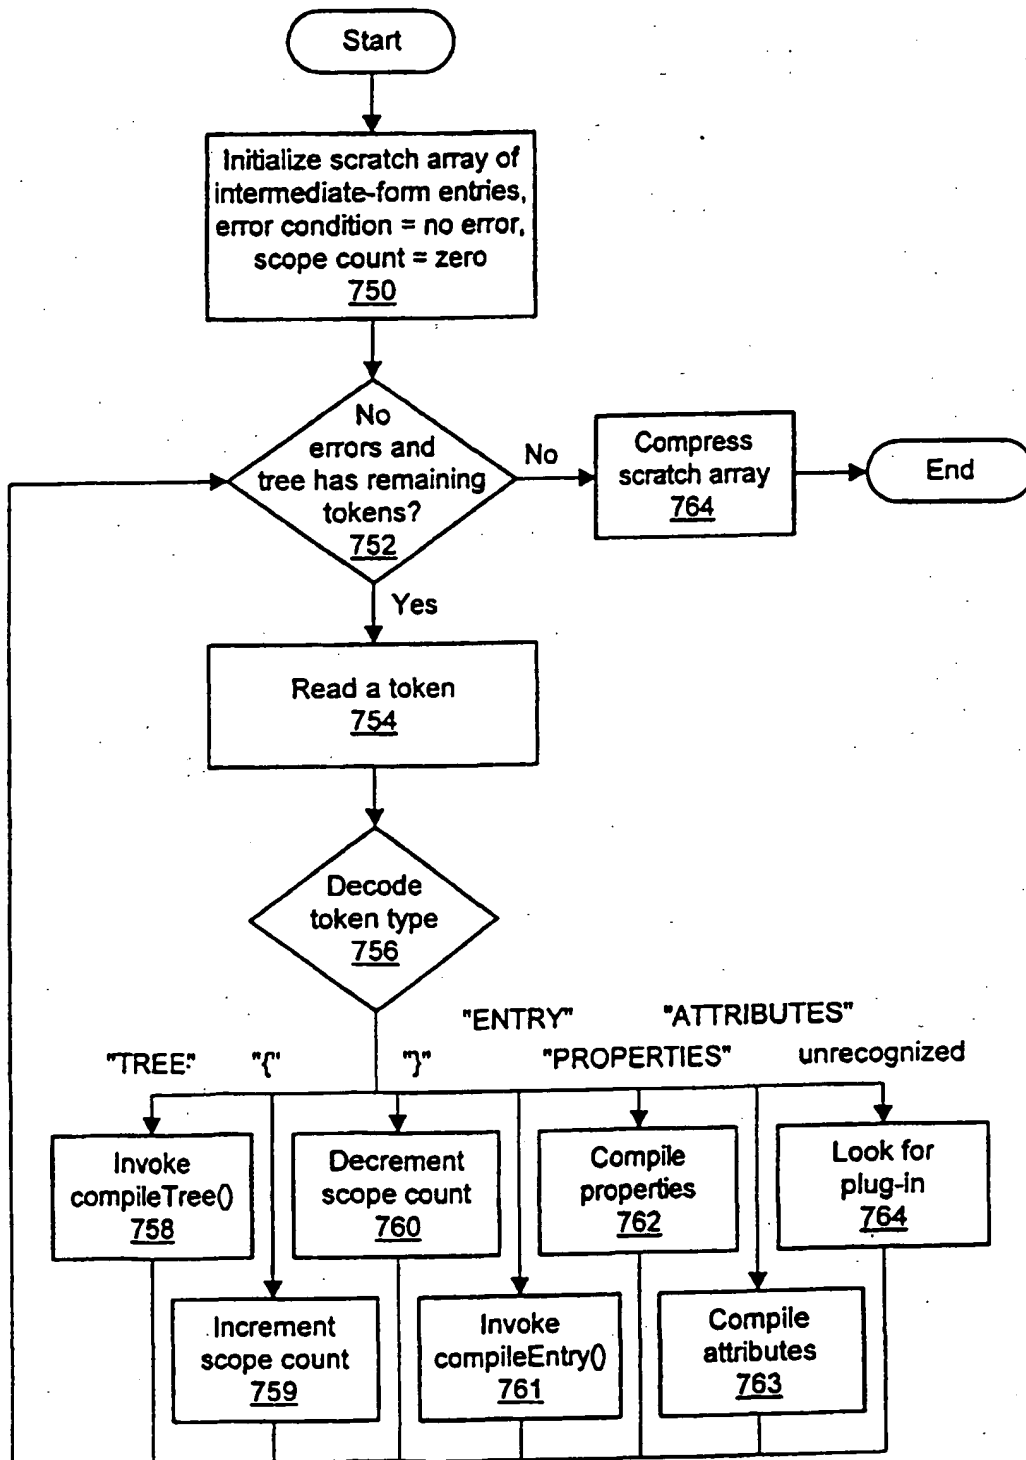 Start
Initialize scratch array of
intermediate-form entries,
error condition = no error,
scope count = zero
750
No
errors and
tree has remaining
tokens?
752
No
Compress
scratch array
764
End
Yes
Read a token
754
Decode
token type
756
"ENTRY"
"ATTRIBUTES"
"TREE"
"{"
"}"
"PROPERTIES"
unrecognized
Invoke
compileTree()
758
Decrement
scope count
760
Compile
properties
762
Look for
plug-in
764
Increment
scope count
759
Invoke
compileEntry()
761
Compile
attributes
763